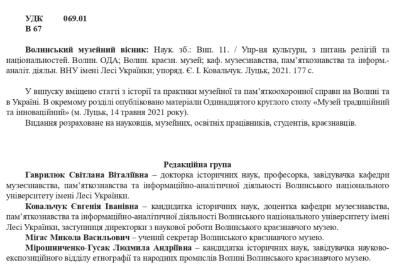 УДК 069.01
В 67
Волинський музейний вісник: Наук. зб.: Вип. 11. / Упр-ня культури, з питань релігій та
національностей. Волин. ОДА; Волин. краєзн. музей; каф. музеєзнавства, пам’яткознавства та інформ.-
аналіт. діяльн. ВНУ імені Лесі Українки; упоряд. Є. І. Ковальчук. Луцьк, 2021. 177 с.
У випуску вміщено статті з історії та практики музейної та пам’яткоохоронної справи на Волині та
в Україні. В окремому розділі опубліковано матеріали Одинадцятого круглого столу «Музей традиційний
та інноваційний» (м. Луцьк, 14 травня 2021 року).
Видання розраховане на науковців, музейних, освітніх працівників, студентів, краєзнавців.
Редакційна група
Гаврилюк Світлана Віталіївна – докторка історичних наук, професорка, завідувачка кафедри
музеєзнавства, пам’яткознавства та інформаційно-аналітичної діяльності Волинського національного
університету імені Лесі Українки.
Ковальчук Євгенія Іванівна – кандидатка історичних наук, доцентка кафедри музеєзнавства,
пам’яткознавства та інформаційно-аналітичної діяльності Волинського національного університету імені
Лесі Українки, заступниця директорки з наукової роботи Волинського краєзнавчого музею.
Мігас Микола Васильович – учений секретар Волинського краєзнавчого музею.
Мірошниченко-Гусак Людмила Андріївна – кандидатка історичних наук, завідувачка науково-
експозиційного відділу етнографії та народних промислів Волині Волинського краєзнавчого музею.